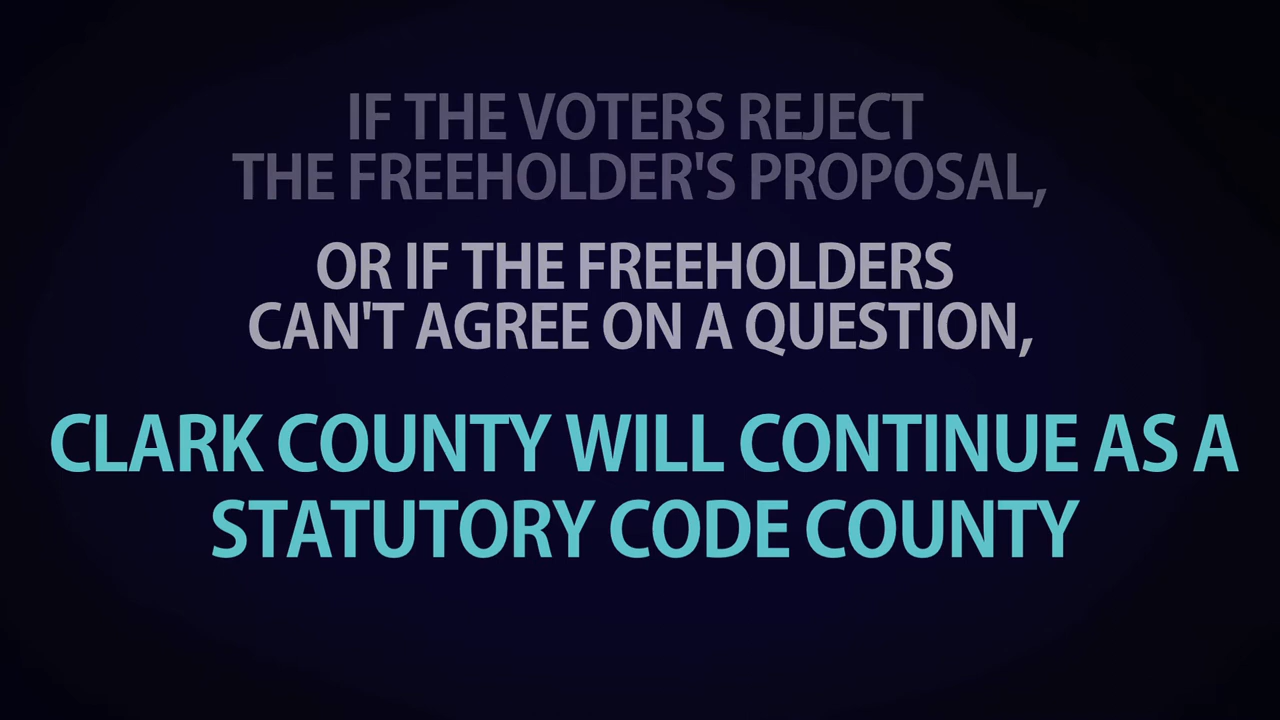 IF THE VOTERS REJECT
THE FREEHOLDER'S PROPOSAL,
OR IF THE FREEHOLDERS
CAN'T AGREE ON A QUESTION,
CLARK COUNTY WILL CONTINUE AS A
STATUTORY CODE COUNTY